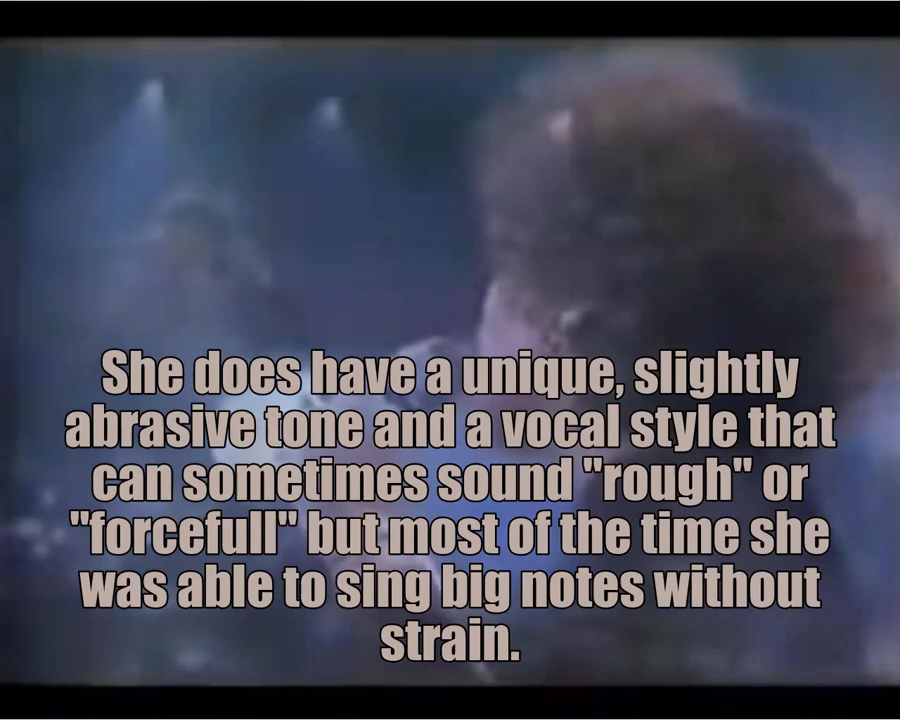 She does have a unique, slightly
abrasive tone and a vocal style that
can sometimes sound "rough" or
"forcefull" but most of the time she
was able to sing big notes without
strain.